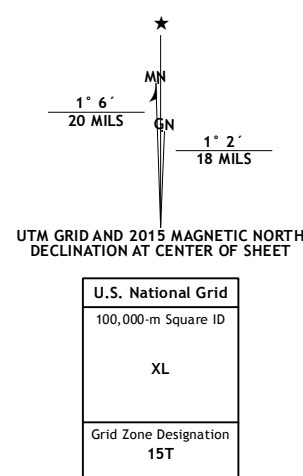 ★
MN
1° 6´
20 MILS
GN
1° 2´
18 MILS
UTM GRID AND 2015 MAGNETIC NORTH
DECLINATION AT CENTER OF SHEET
U.S. National Grid
100,000-m Square ID
XL
Grid Zone Designation
15T